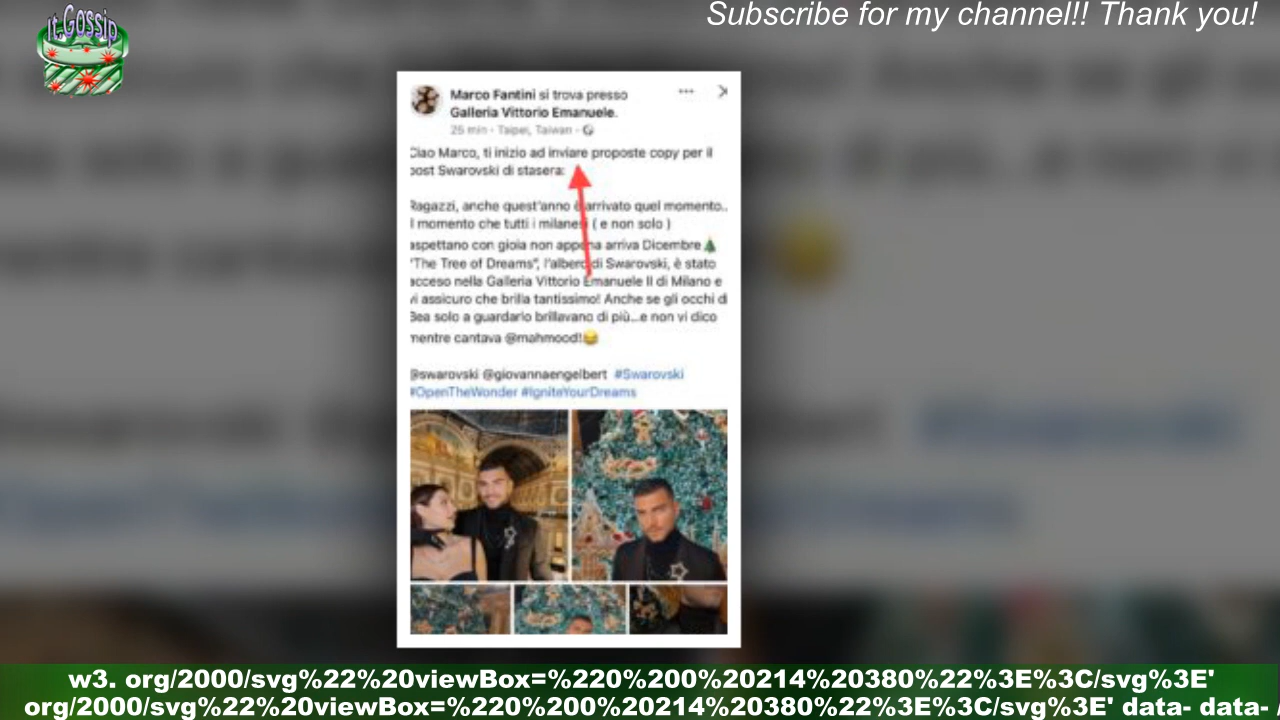 It.Gossip
Subscribe for my channel!! Thank you!
Marco Fantini si trova presso
Galleria Vittorio Emanuele.
25 min · Taipei, Taiwan ·
Ciao Marco, ti inizio ad inviare proposte copy per il
post Swarovski di stasera:
Ragazzi, anche quest'anno è arrivato quel momento..
l momento che tutti i milanesi ( e non solo )
aspettano con gioia non appena arriva Dicembre🎄
"The Tree of Dreams", l'albero di Swarovski, è stato
acceso nella Galleria Vittorio Emanuele II di Milano e
vi assicuro che brilla tantissimo! Anche se gli occhi di
Bea solo a guardarlo brillavano di più...e non vi dico
mentre cantava @mahmood!😂
@swarovski @giovannaengelbert #Swarovski
#OpenTheWonder #IgniteYourDreams
w3. org/2000/svg%22%20viewBox=%220%200%20214%20380%22%3E%3C/svg%3E'
org/2000/svg%22%20viewBox=%220%200%20214%20380%22%3E%3C/svg%3E' data- data- /